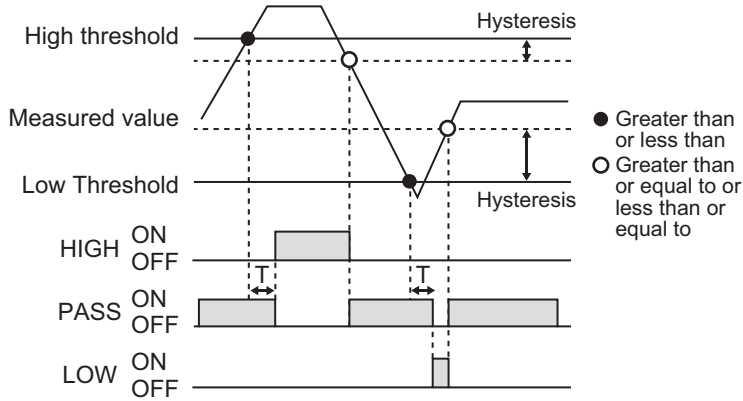 Hysteresis
High threshold
Measured value
Low Threshold
Hysteresis
● Greater than
or less than
○ Greater than
or equal to or
less than or
equal to
HIGH ON
OFF
T
T
PASS ON
OFF
LOW ON
OFF